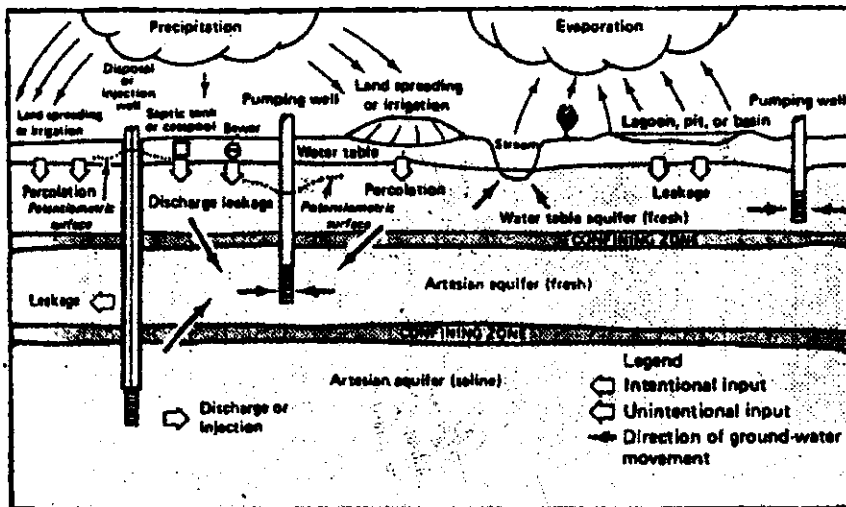 Precipitation
Evaporation
Disposal
or
injection
well
Land spreading
or irrigation
Septic tank
or cesspool
Sewer
Pumping well
Land spreading
or irrigation
Stream
Lagoon, pit, or basin
Pumping well
Water table
Percolation
Potentiometric
surface
Discharge leakage
Potentiometric
surface
Percolation
Leakage
Water table aquifer (fresh)
CONFINING ZONE
Artesian aquifer (fresh)
Leakage
CONFINING ZONE
Artesian aquifer (saline)
Discharge or
injection
Legend
Intentional input
Unintentional input
Direction of ground-water
movement